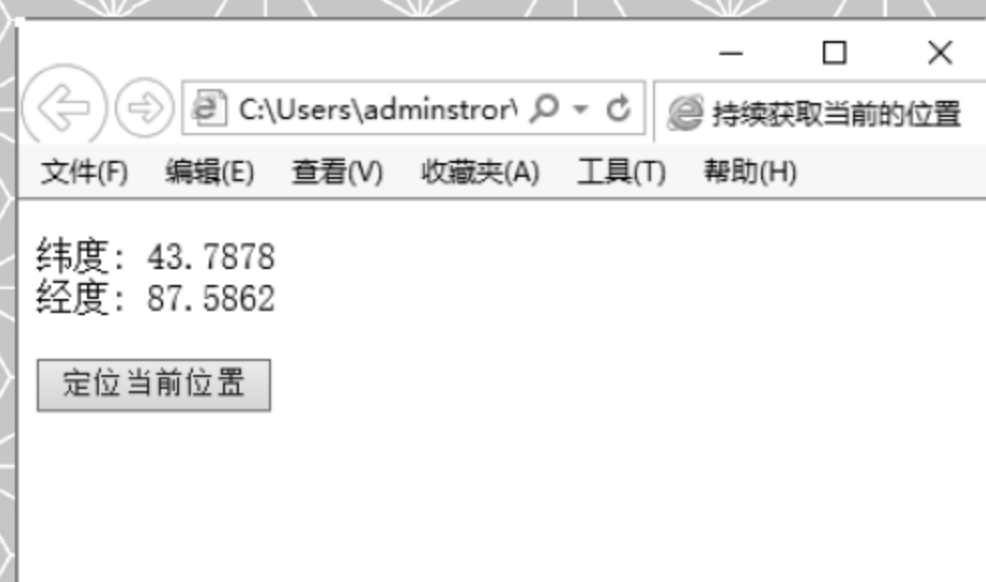 C:\Users\adminstror\ 持续获取当前的位置
文件(F) 编辑(E) 查看(V) 收藏夹(A) 工具(T) 帮助(H)
纬度: 43.7878
经度: 87.5862
定位当前位置